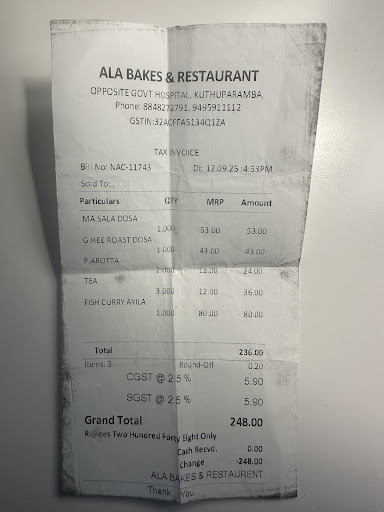 ALA BAKES & RESTAURANT
OPPOSITE GOVT HOSPITAL, KUTHUPARAMBA,
Phone: 8848272791, 9495911112
GSTIN:32ACFFA5134Q1ZA
TAX INVOICE
Bill No: NAC-11743 Dt: 12.09.25 :4:53PM
Sold To: ,
Particulars QTY MRP Amount
MASALA DOSA
1.000 53.00 53.00
GHEE ROAST DOSA
1.000 43.00 43.00
P.AROTTA
2.000 12.00 24.00
TEA
3.000 12.00 36.00
FISH CURRY AYILA
1.000 80.00 80.00
Total 236.00
Items: 5 Round-Off 0.20
CGST @ 2.5 % 5.90
SGST @ 2.5 % 5.90
Grand Total 248.00
Rupees Two Hundred Forty Eight Only
Cash Recvd. 0.00
Change -248.00
ALA BAKES & RESTAURENT
Thank You...